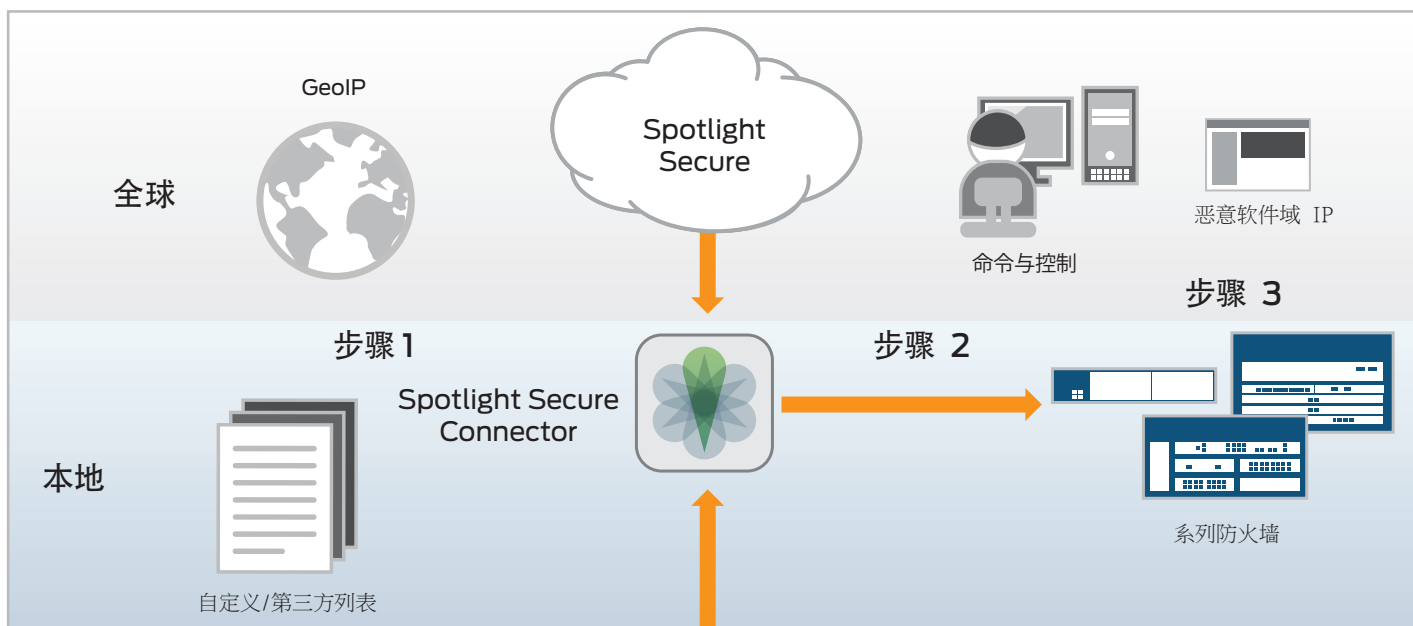 GeoIP
Spotlight
Secure
全球
恶意软件域 IP
命令与控制
步骤 3
步骤1
步骤 2
Spotlight Secure
Connector
本地
系列防火墙
自定义/第三方列表